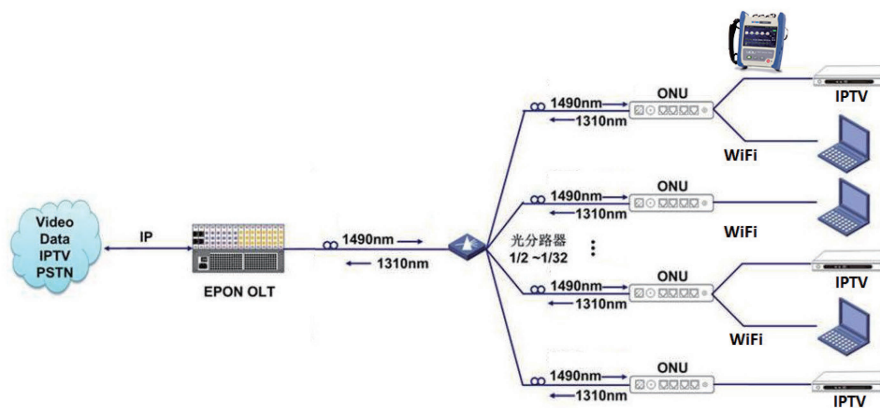 Video
Data
IPTV
PSTN
IP
EPON OLT
1490nm
1310nm
光分路器
1/2 ~1/32
1490nm
1310nm
ONU
IPTV
WiFi
1490nm
1310nm
ONU
WiFi
1490nm
1310nm
ONU
IPTV
WiFi
1490nm
1310nm
ONU
IPTV